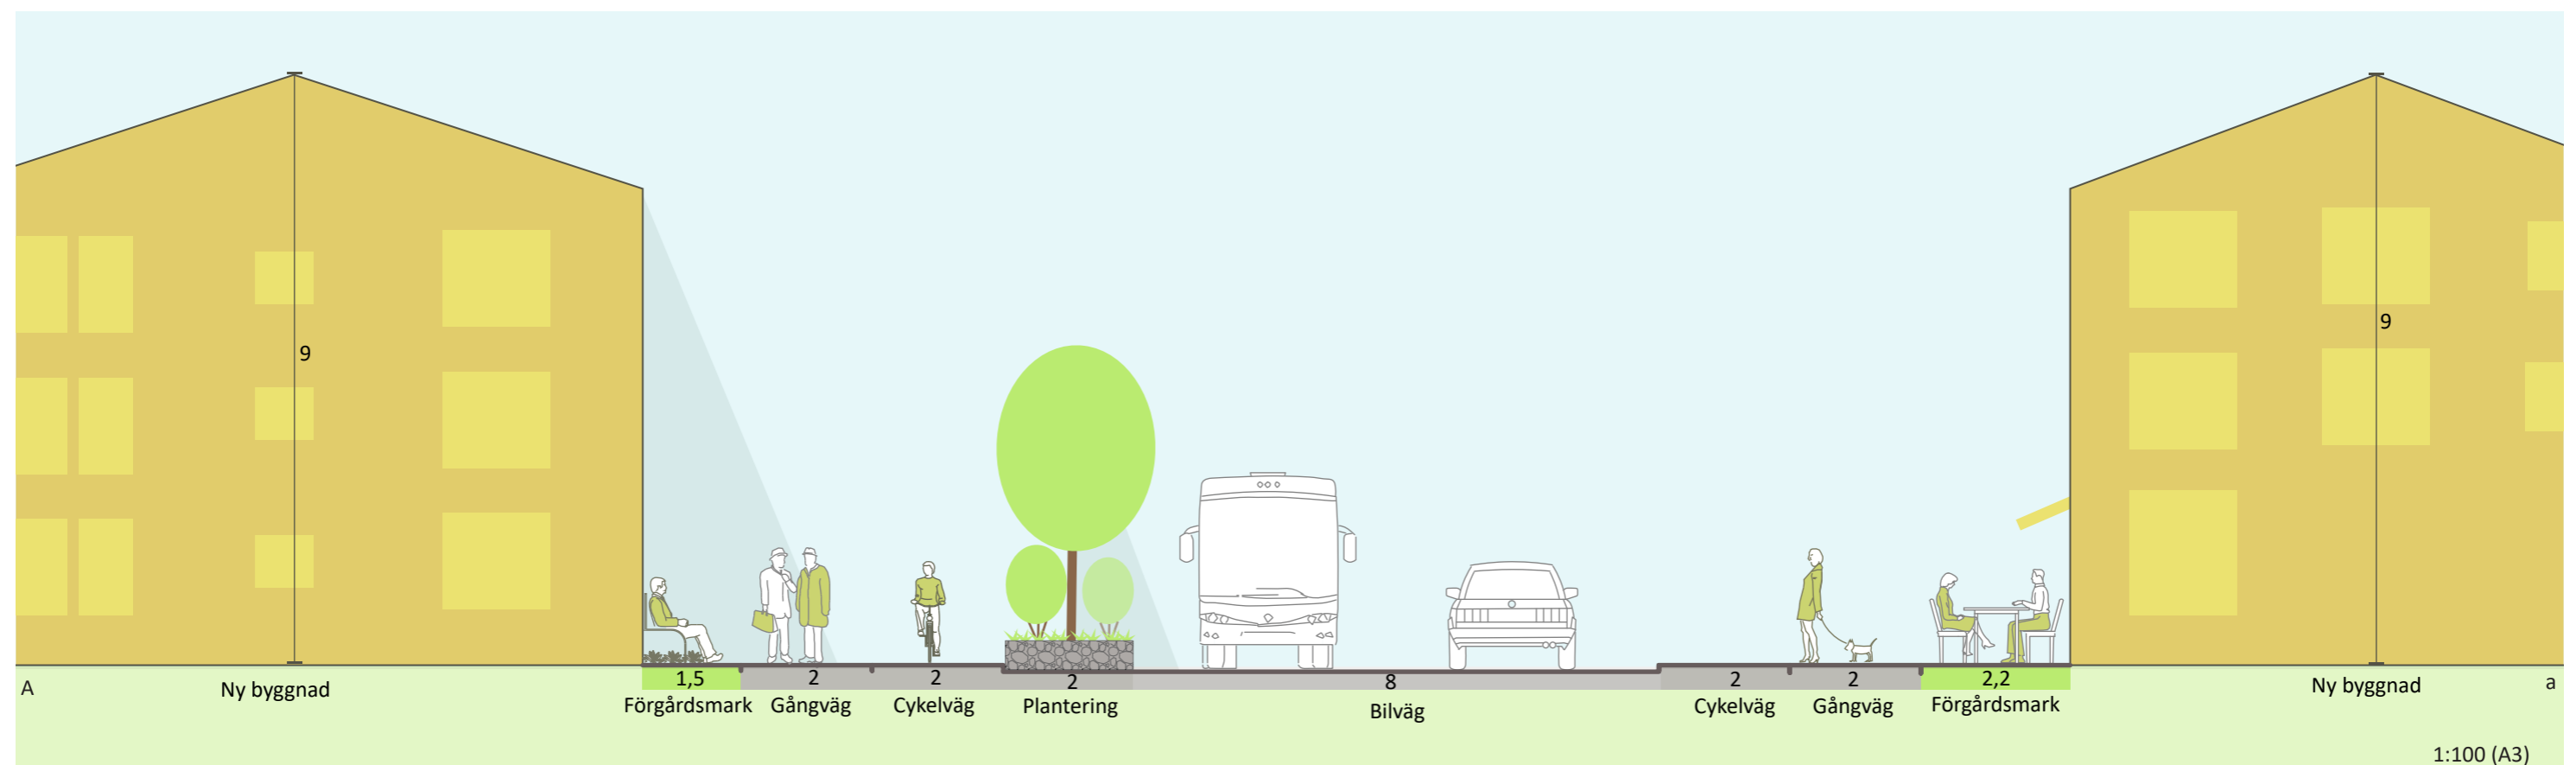 9
9
A
Ny byggnad
1,5
2
2
2
8
2
2
2,2
Förgårdsmark
Gångväg
Cykelväg
Plantering
Bilväg
Cykelväg
Gångväg
Förgårdsmark
Ny byggnad
a
1:100 (A3)